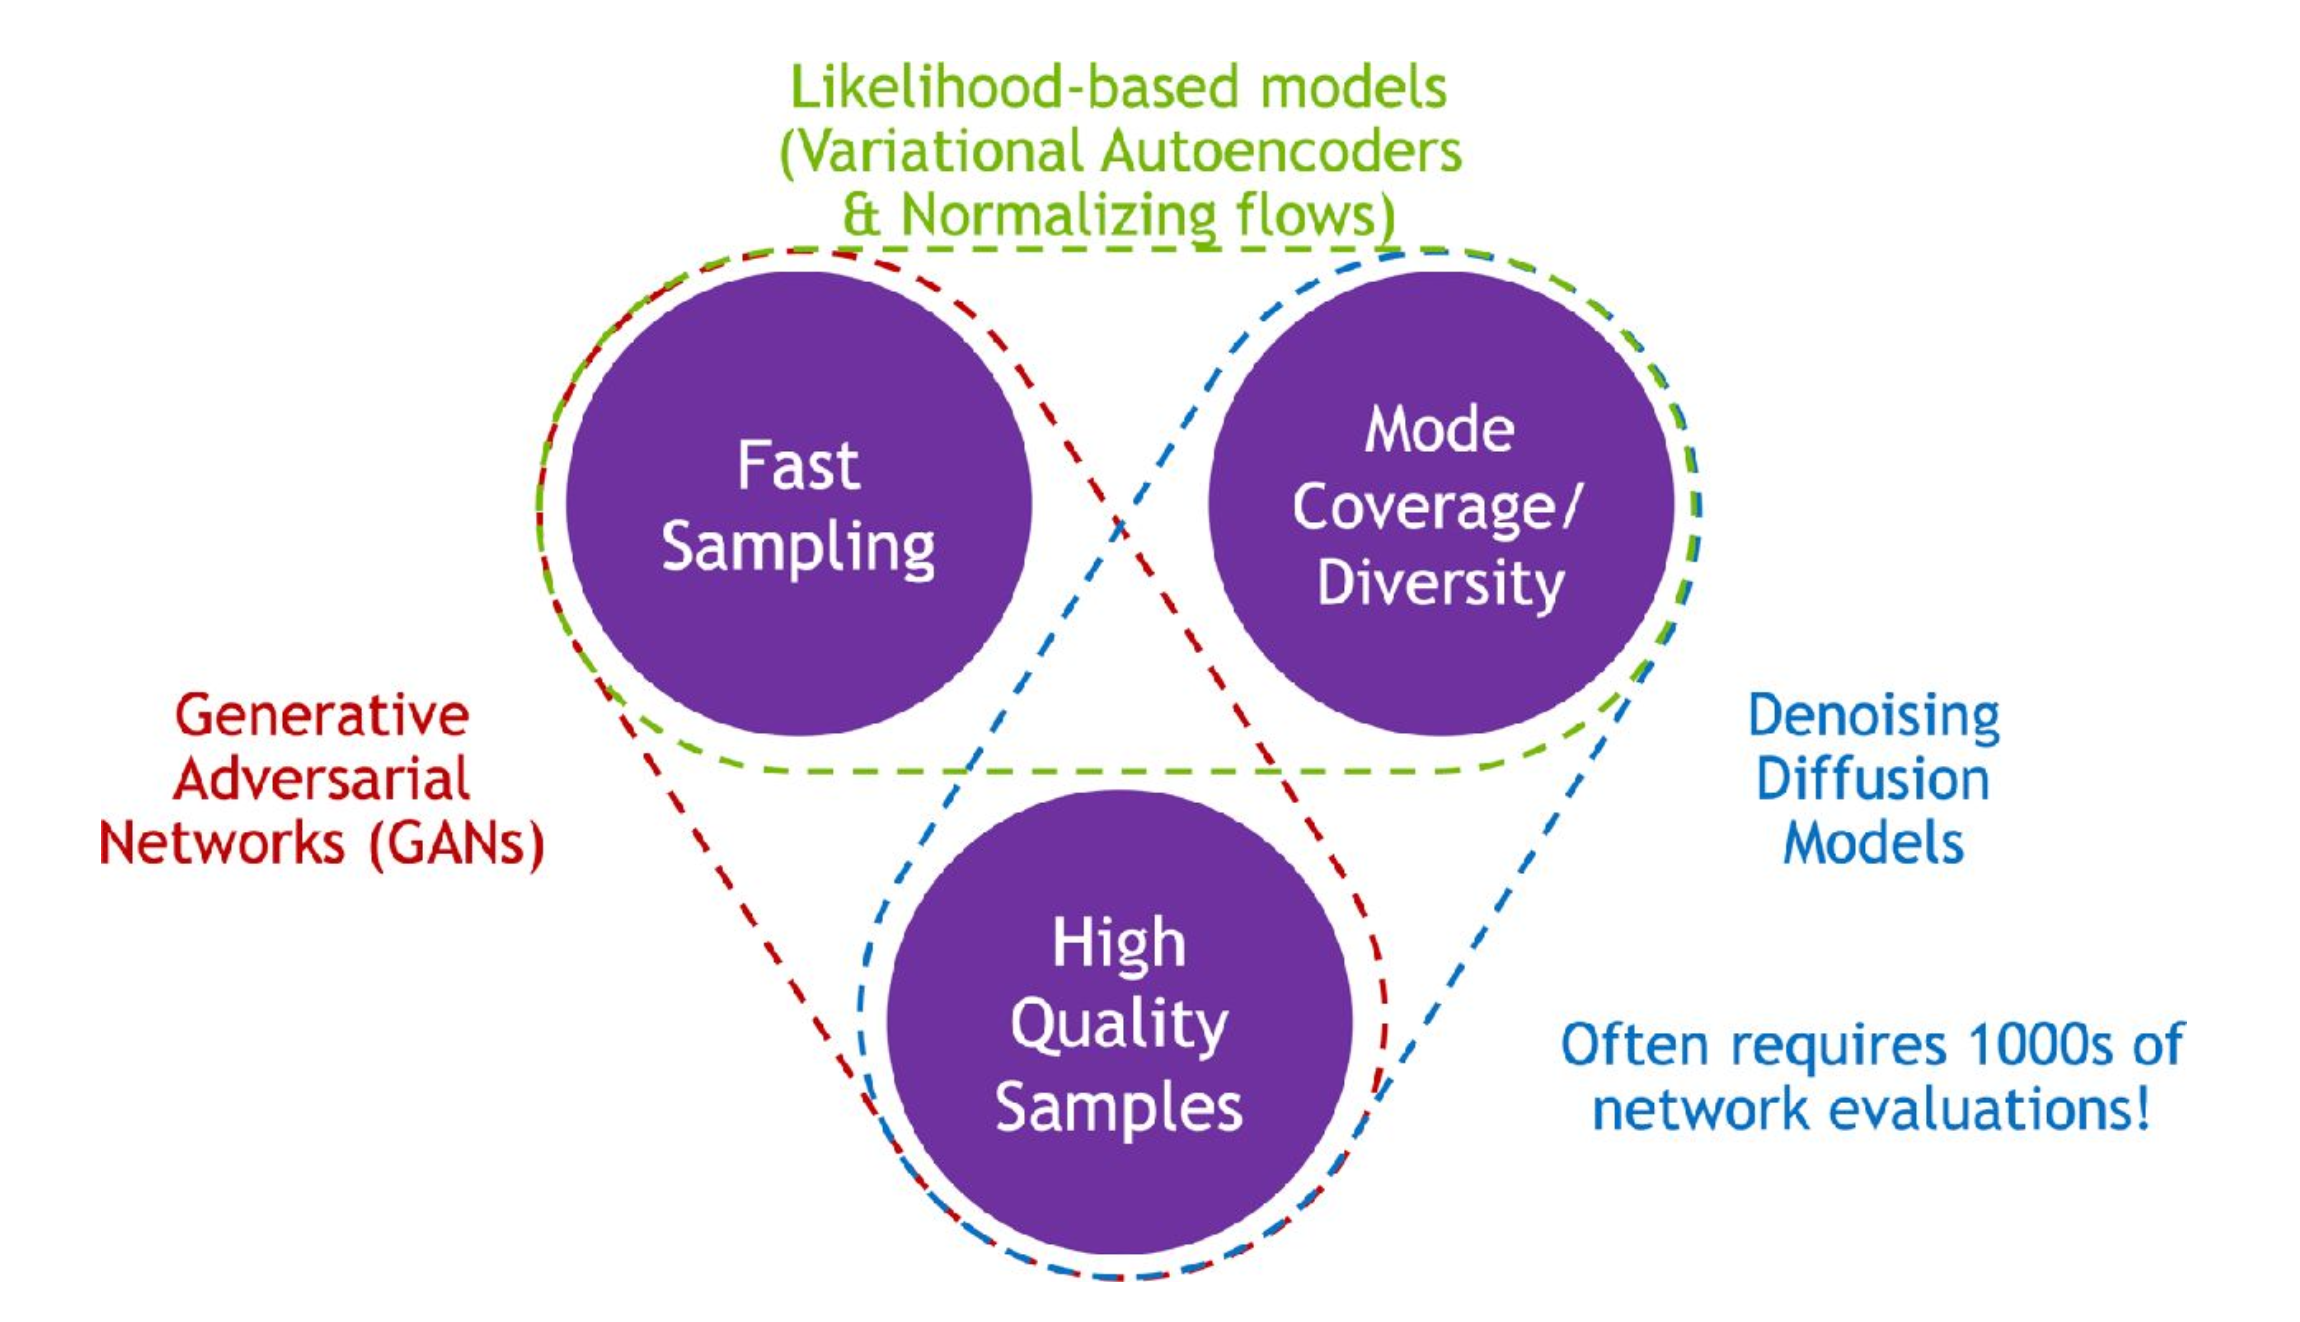 Likelihood-based models
(Variational Autoencoders
& Normalizing flows)
Fast
Sampling
Mode
Coverage/
Diversity
Generative
Adversarial
Networks (GANs)
Denoising
Diffusion
Models
High
Quality
Samples
Often requires 1000s of
network evaluations!